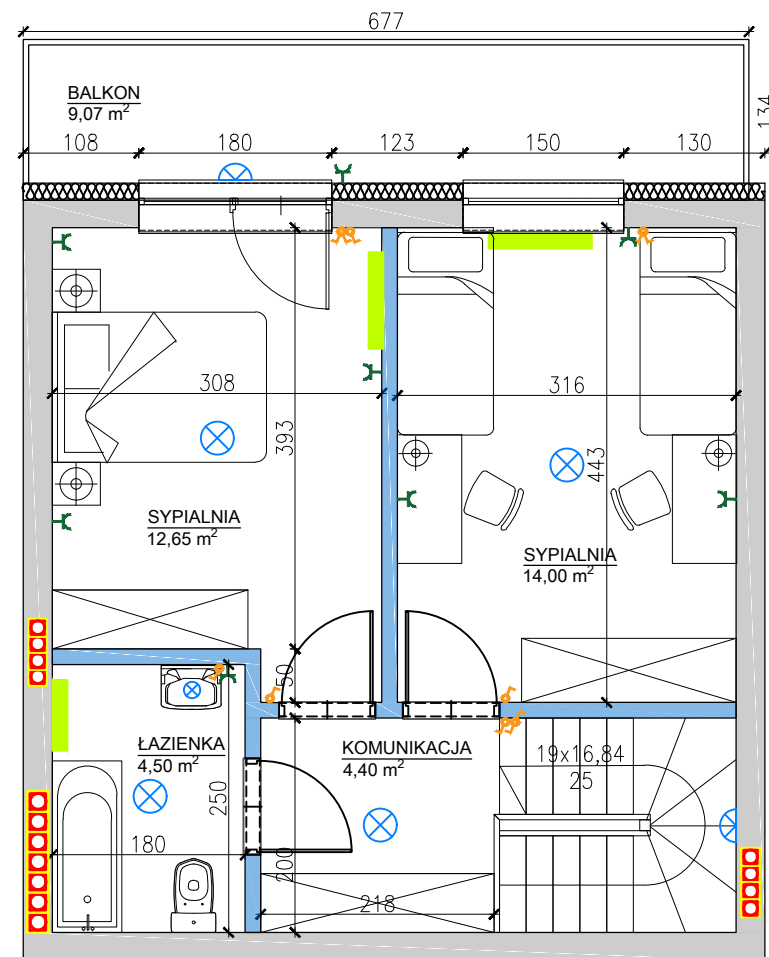 677
BALKON
9,07 m²
134
108 180 123 150 130
308
316
393
443
SYPIALNIA
12,65 m²
SYPIALNIA
14,00 m²
50
ŁAZIENKA
4,50 m²
KOMUNIKACJA
4,40 m²
19x16,84
25
250
180
200
218